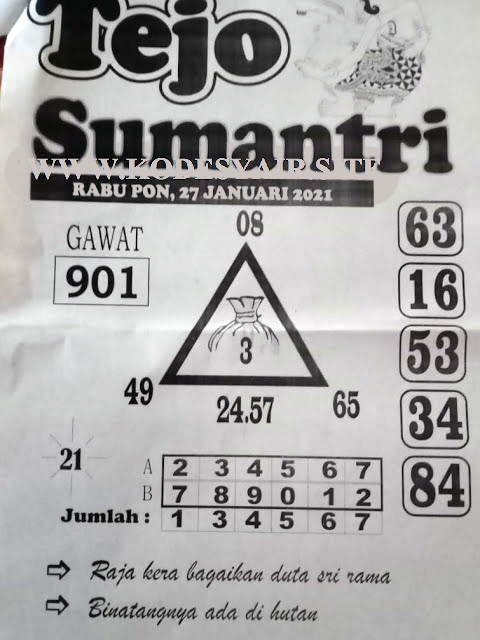 Tejo
Sumantri
WWW.KODESYAIR.SITE
RABU PON, 27 JANUARI 2021
GAWAT
901
08
3
49
24.57
65
63
16
53
34
84
21
A 2 3 4 5 6 7
B 7 8 9 0 1 2
Jumlah : 1 3 4 5 6 7
⇨ Raja kera bagaikan duta sri rama
⇨ Binatangnya ada di hutan